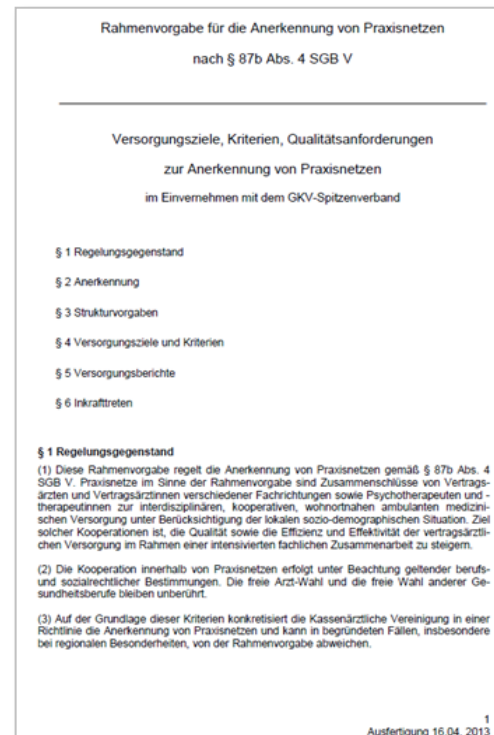 Rahmenvorgabe für die Anerkennung von Praxisnetzen
nach § 87b Abs. 4 SGB V
Versorgungsziele, Kriterien, Qualitätsanforderungen
zur Anerkennung von Praxisnetzen
im Einvernehmen mit dem GKV-Spitzenverband
§ 1 Regelungsgegenstand
§ 2 Anerkennung
§ 3 Strukturvorgaben
§ 4 Versorgungsziele und Kriterien
§ 5 Versorgungsberichte
§ 6 Inkrafttreten
§ 1 Regelungsgegenstand
(1) Diese Rahmenvorgabe regelt die Anerkennung von Praxisnetzen gemäß § 87b Abs. 4
SGB V. Praxisnetze im Sinne der Rahmenvorgabe sind Zusammenschlüsse von Vertrags-
ärzten und Vertragsärztinnen verschiedener Fachrichtungen sowie Psychotherapeuten und -
therapeutinnen zur interdisziplinären, kooperativen, wohnortnahen ambulanten medizini-
schen Versorgung unter Berücksichtigung der lokalen sozio-demographischen Situation. Ziel
solcher Kooperationen ist, die Qualität sowie die Effizienz und Effektivität der vertragsärztli-
chen Versorgung im Rahmen einer intensivierten fachlichen Zusammenarbeit zu steigern.
(2) Die Kooperation innerhalb von Praxisnetzen erfolgt unter Beachtung geltender berufs-
und sozialrechtlicher Bestimmungen. Die freie Arzt-Wahl und die freie Wahl anderer Ge-
sundheitsberufe bleiben unberührt.
(3) Auf der Grundlage dieser Kriterien konkretisiert die Kassenärztliche Vereinigung in einer
Richtlinie die Anerkennung von Praxisnetzen und kann in begründeten Fällen, insbesondere
bei regionalen Besonderheiten, von der Rahmenvorgabe abweichen.
1
Ausfertigung 16.04. 2013